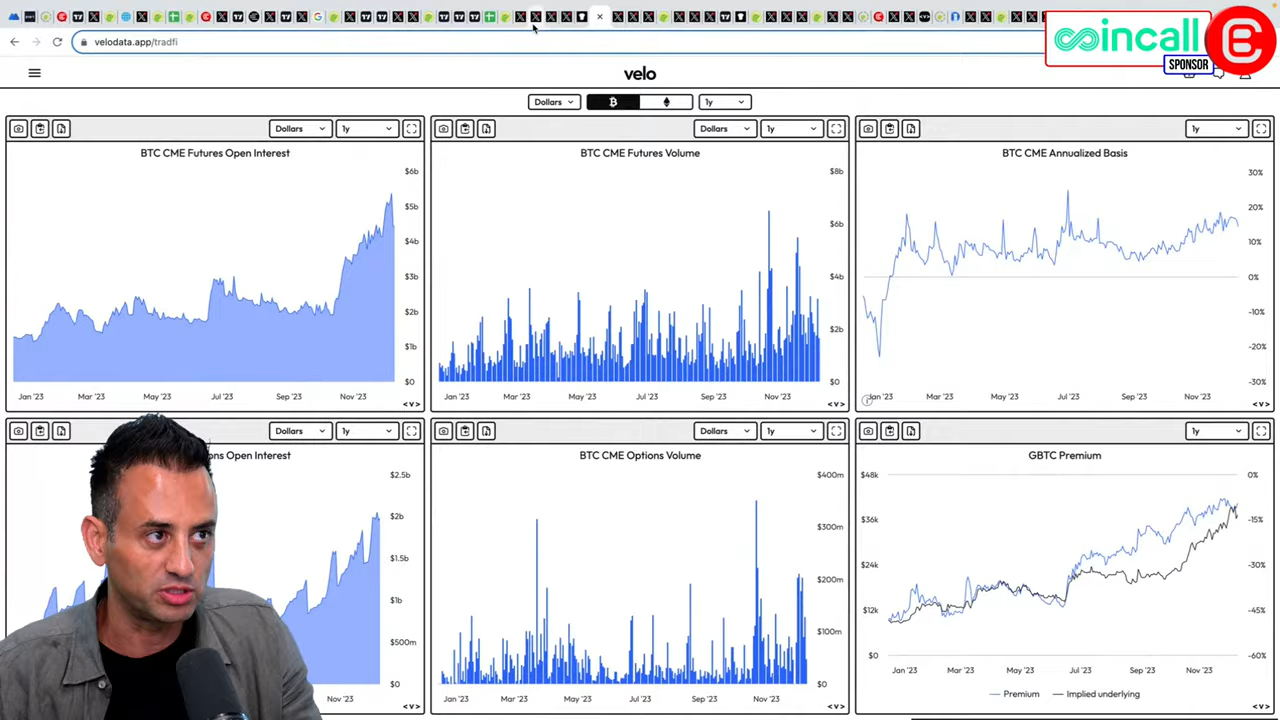 velodata.app/tradfi
coincall
SPONSOR
velo
Dollars
1y
Dollars 1y
BTC CME Futures Open Interest
$6b
$5b
$4b
$3b
$2b
$1b
$0
Jan '23 Mar '23 May '23 Jul '23 Sep '23 Nov '23
<v>
Dollars 1y
BTC CME Futures Volume
$8b
$6b
$4b
$2b
$0
Jan '23 Mar '23 May '23 Jul '23 Sep '23 Nov '23
<v>
1y
BTC CME Annualized Basis
30%
20%
10%
0%
-10%
-20%
-30%
Jan '23 Mar '23 May '23 Jul '23 Sep '23 Nov '23
<v>
Dollars 1y
ons Open Interest
$2.5b
$2b
$1.5b
$1b
$500m
$0
Nov '23
<v>
Dollars 1y
BTC CME Options Volume
$400m
$300m
$200m
$100m
$0
Jan '23 Mar '23 May '23 Jul '23 Sep '23 Nov '23
<v>
1y
GBTC Premium
$48k 0%
$36k -15%
$24k -30%
$12k -45%
$0 -60%
Jan '23 Mar '23 May '23 Jul '23 Sep '23 Nov '23
Premium Implied underlying
<v>